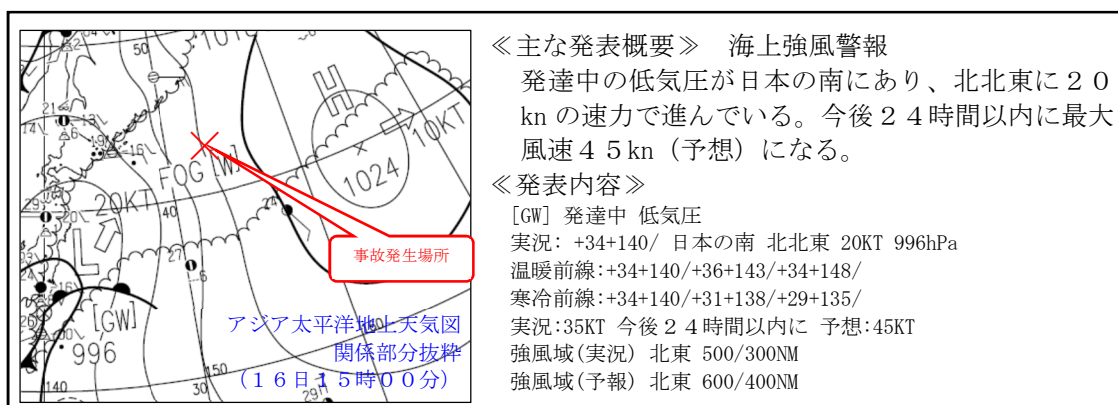 ≪主な発表概要≫ 海上強風警報
発達中の低気圧が日本の南にあり、北北東に２０
kn の速力で進んでいる。今後２４時間以内に最大
風速４５kn（予想）になる。
≪発表内容≫
[GW] 発達中 低気圧
実況: +34+140/ 日本の南 北北東 20KT 996hPa
温暖前線:+34+140/+36+143/+34+148/
寒冷前線:+34+140/+31+138/+29+135/
実況:35KT 今後２４時間以内に 予想:45KT
強風域(実況) 北東 500/300NM
強風域(予報) 北東 600/400NM
50
H
10KT
1024
FOG [W]
20KT
40
L
事故発生場所
[GW]
996
アジア太平洋地上天気図
関係部分抜粋
（１６日１５時００分）
140
150
30